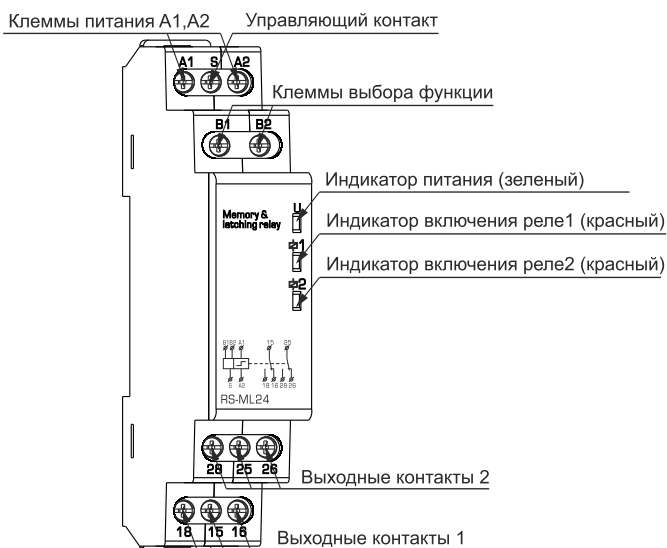 Клеммы питания A1,A2
Управляющий контакт
A1 S A2
Клеммы выбора функции
B1 B2
Индикатор питания (зеленый)
U
Memory &
latching relay
Индикатор включения реле1 (красный)
1
Индикатор включения реле2 (красный)
2
B1 B2 A1 15 25
S A2 18 16 28 26
RS-ML24
28 25 26
Выходные контакты 2
18 15 16
Выходные контакты 1